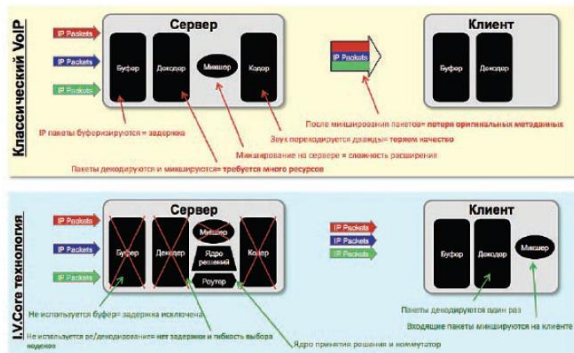 Классический VoIP
Сервер
Клиент
IP Packets
IP Packets
IP Packets
Буфер
Декодер
Микшер
Кодер
IP Packets
Буфер
Декодер
После микширования пакетов= потеря оригинальных метаданных
IP пакеты буферизируются = задержка
Звук перекодируется дважды= теряем качество
Микширование на сервере = сложность расширения
Пакеты декодируются и микшируются= требуется много ресурсов
I.V.Core технология
Сервер
Клиент
IP Packets
IP Packets
IP Packets
Буфер
Декодер
Микшер
Ядро
решений
Роутер
Кодер
IP Packets
IP Packets
IP Packets
Буфер
Декодер
Микшер
Не используется буфер= задержка исключена
Пакеты декодируются один раз
Входящие пакеты микшируются на клиенте
Не используется ре/декодирование= нет задержки и гибкость выбора
кодеков
Ядро принятия решения и коммутатор